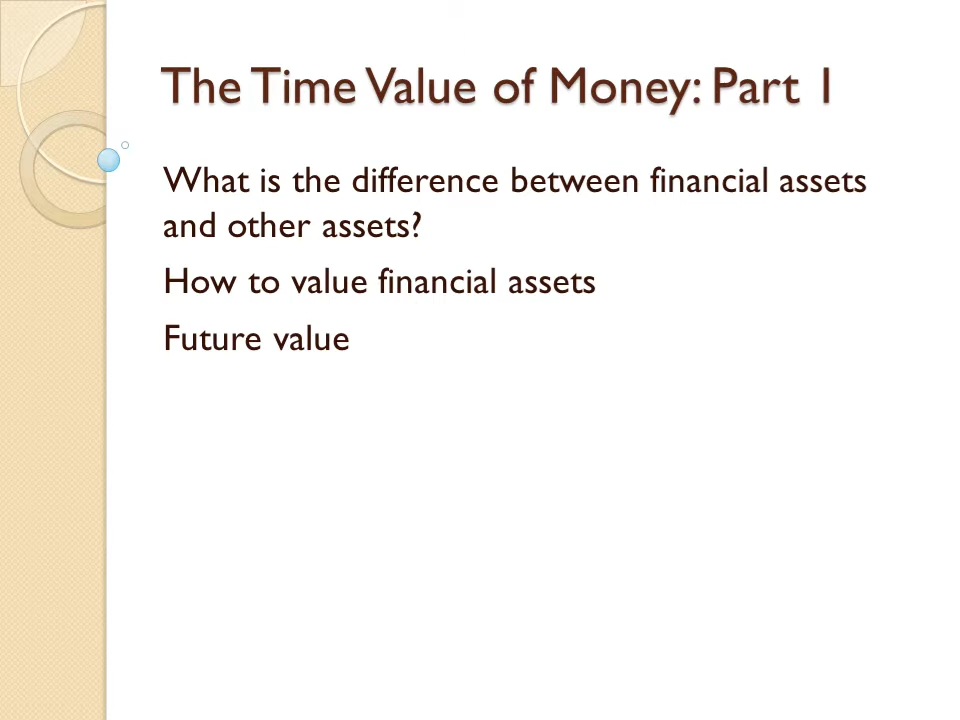 The Time Value of Money: Part 1
What is the difference between financial assets
and other assets?
How to value financial assets
Future value